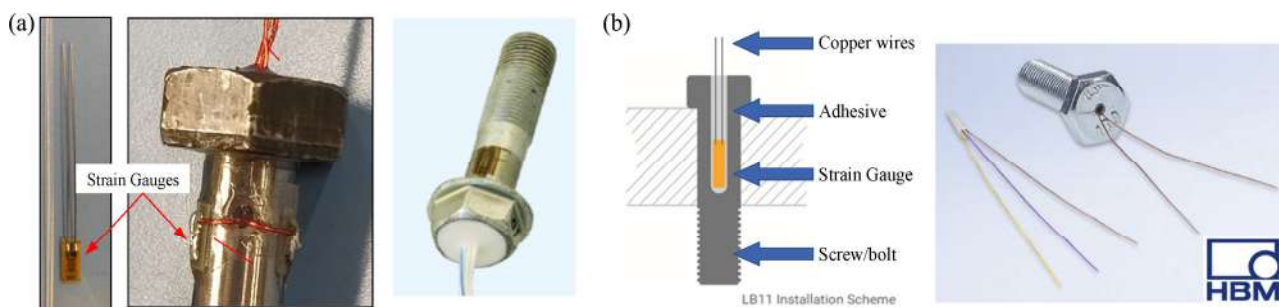 (a)
Strain Gauges
(b)
Copper wires
Adhesive
Strain Gauge
Screw/bolt
LB11 Installation Scheme
HBM